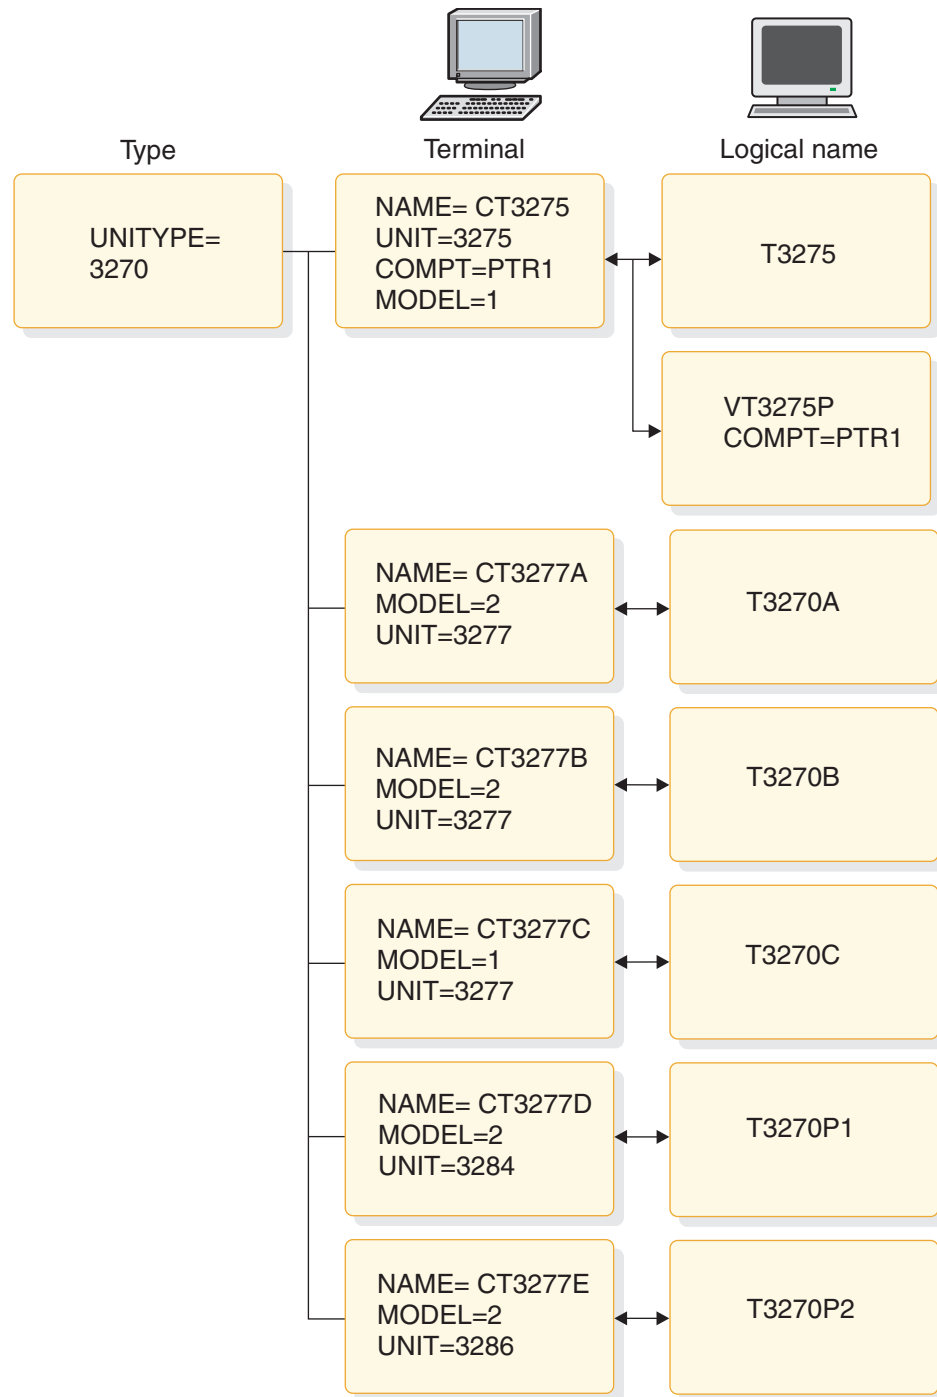 Type
Terminal
Logical name
UNITYPE=
3270
NAME= CT3275
UNIT=3275
COMPT=PTR1
MODEL=1
T3275
VT3275P
COMPT=PTR1
NAME= CT3277A
MODEL=2
UNIT=3277
T3270A
NAME= CT3277B
MODEL=2
UNIT=3277
T3270B
NAME= CT3277C
MODEL=1
UNIT=3277
T3270C
NAME= CT3277D
MODEL=2
UNIT=3284
T3270P1
NAME= CT3277E
MODEL=2
UNIT=3286
T3270P2